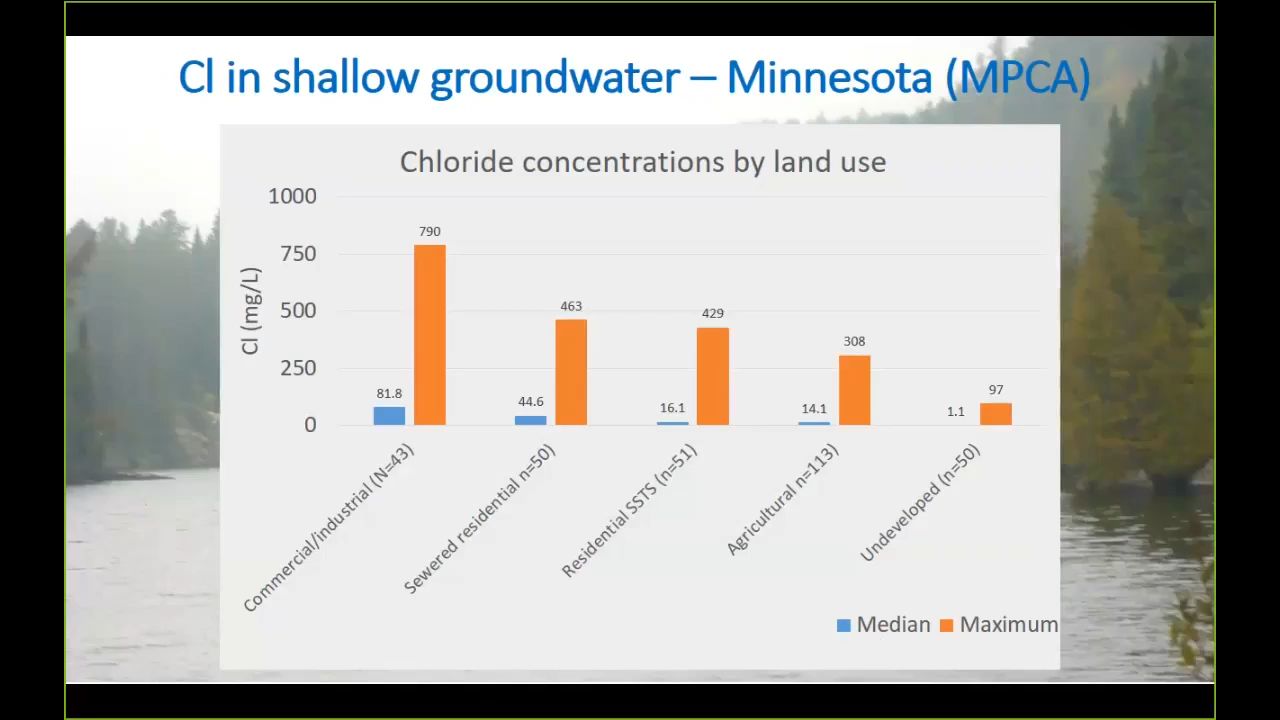 Cl in shallow groundwater – Minnesota (MPCA)
Chloride concentrations by land use
1000
750
500
250
0
Cl (mg/L)
790
463
429
308
97
81.8
44.6
16.1
14.1
1.1
Commercial/industrial (N=43)
Sewered residential n=50)
Residential SSTS (n=51)
Agricultural n=113)
Undeveloped (n=50)
Median
Maximum